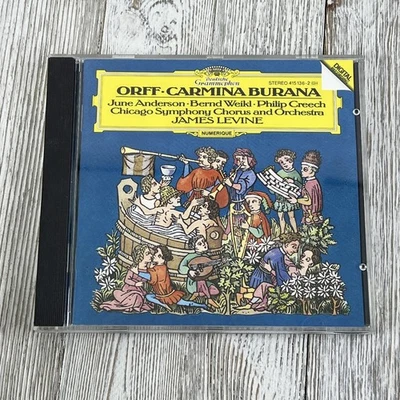 Deutsche
Grammophon
STEREO 415 136-2 GH
DIGITAL
ORFF·CARMINA BURANA
June Anderson·Bernd Weikl·Philip Creech
Chicago Symphony Chorus and Orchestra
JAMES LEVINE
NUMERIQUE